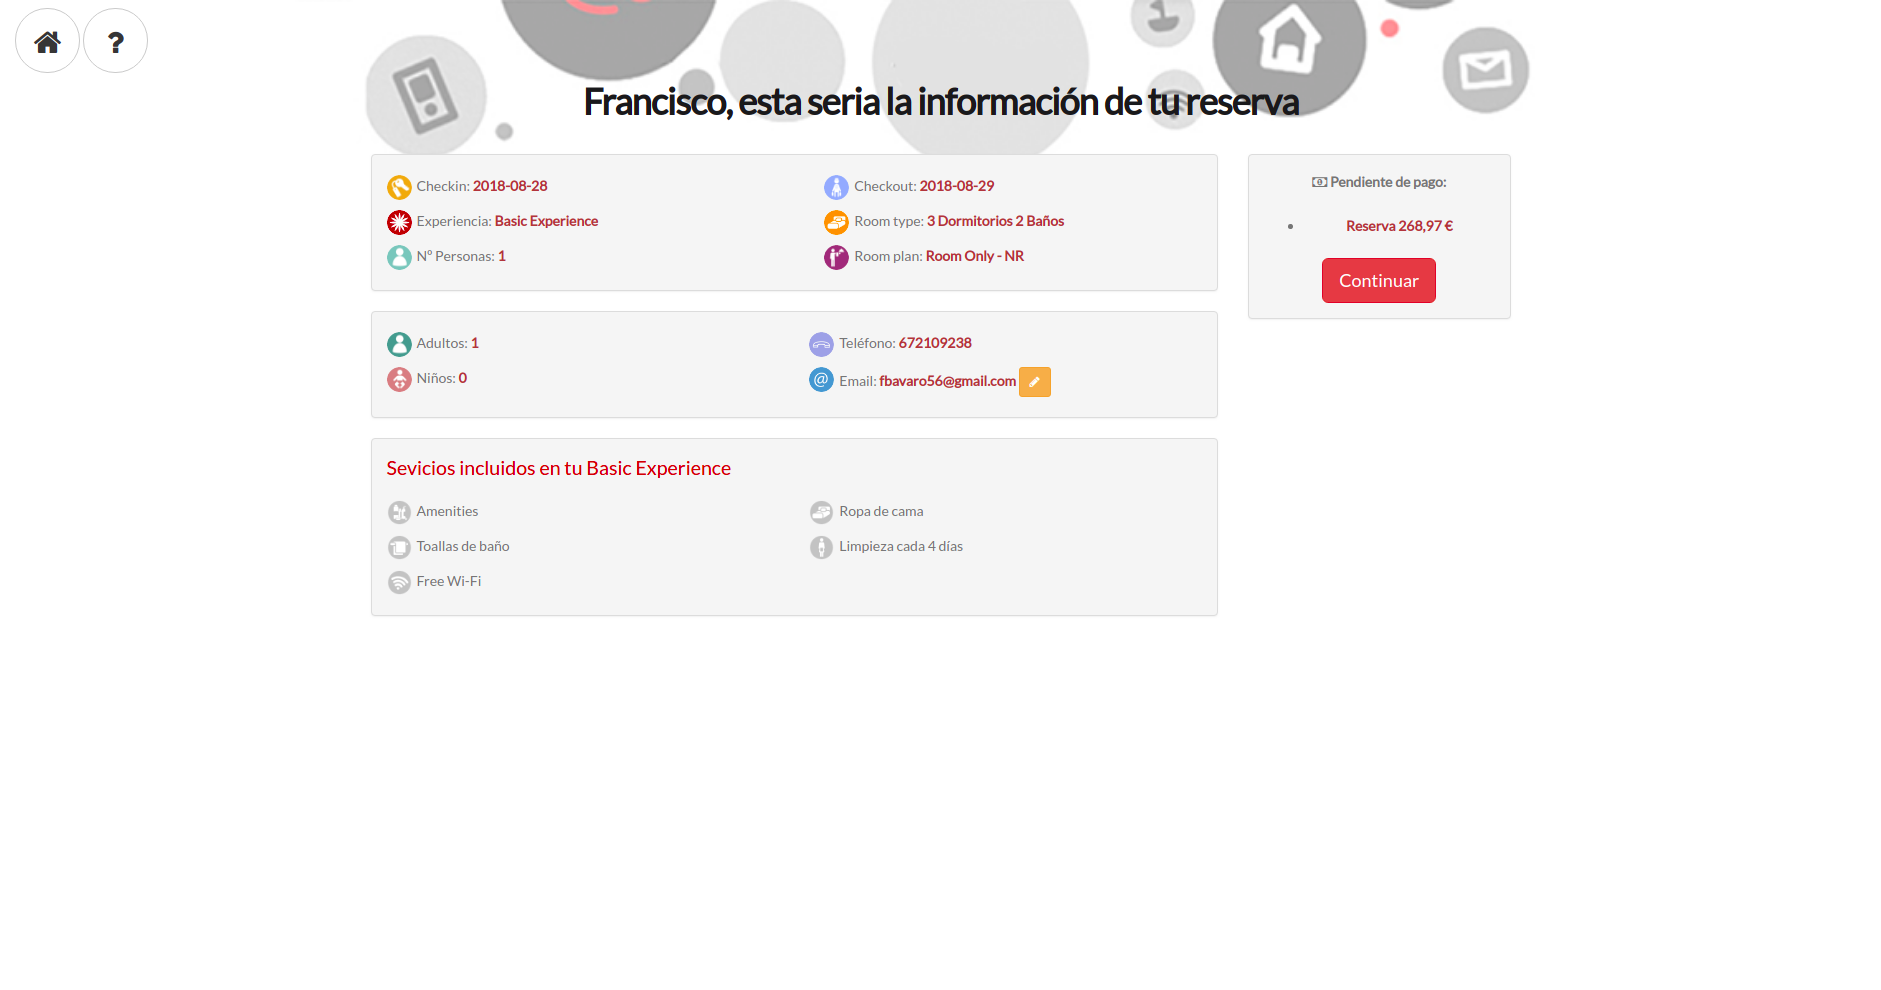 ?
Francisco, esta seria la información de tu reserva
Checkin: 2018-08-28
Checkout: 2018-08-29
Experiencia: Basic Experience
Room type: 3 Dormitorios 2 Baños
Nº Personas: 1
Room plan: Room Only - NR
Pendiente de pago:
Reserva 268,97 €
Continuar
Adultos: 1
Teléfono: 672109238
Niños: 0
@ Email: fbavaro56@gmail.com
Sevicios incluidos en tu Basic Experience
Amenities
Ropa de cama
Toallas de baño
Limpieza cada 4 días
Free Wi-Fi